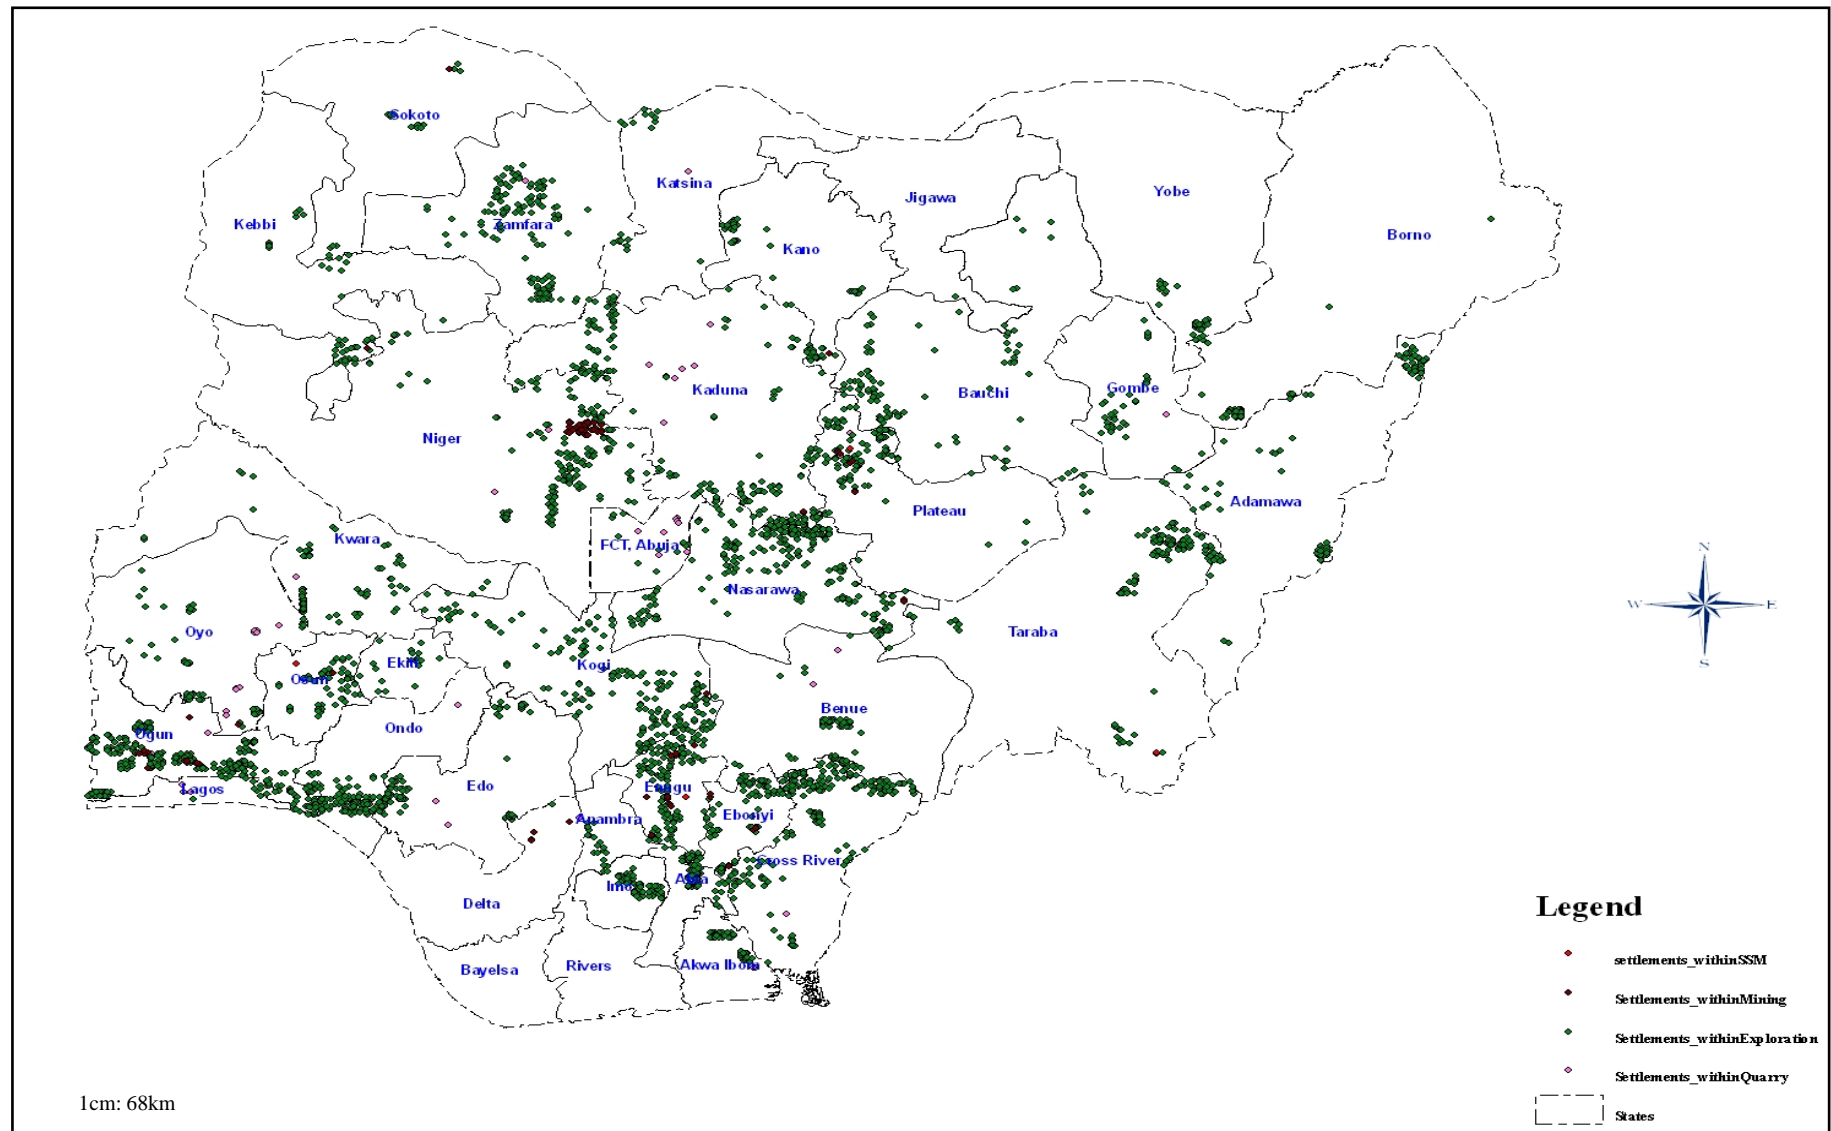 Sokoto
Katsina
Jigawa
Yobe
Kebbi
Zamfara
Kano
Borno
Kaduna
Bauchi
Gombe
Niger
Plateau
Adamawa
Kwara
FCT, Abuja
Nasarawa
N
W
E
S
Oyo
Taraba
Ekiti
Kogi
Osun
Benue
Ondo
Ogun
Edo
Enugu
Lagos
Anambra
Ebonyi
Cross River
Imo
Abia
Delta
Bayelsa
Rivers
Akwa Ibom
Legend
settlements_withinSSM
Settlements_withinMining
Settlements_withinExploration
Settlements_withinQuarry
States
1cm: 68km